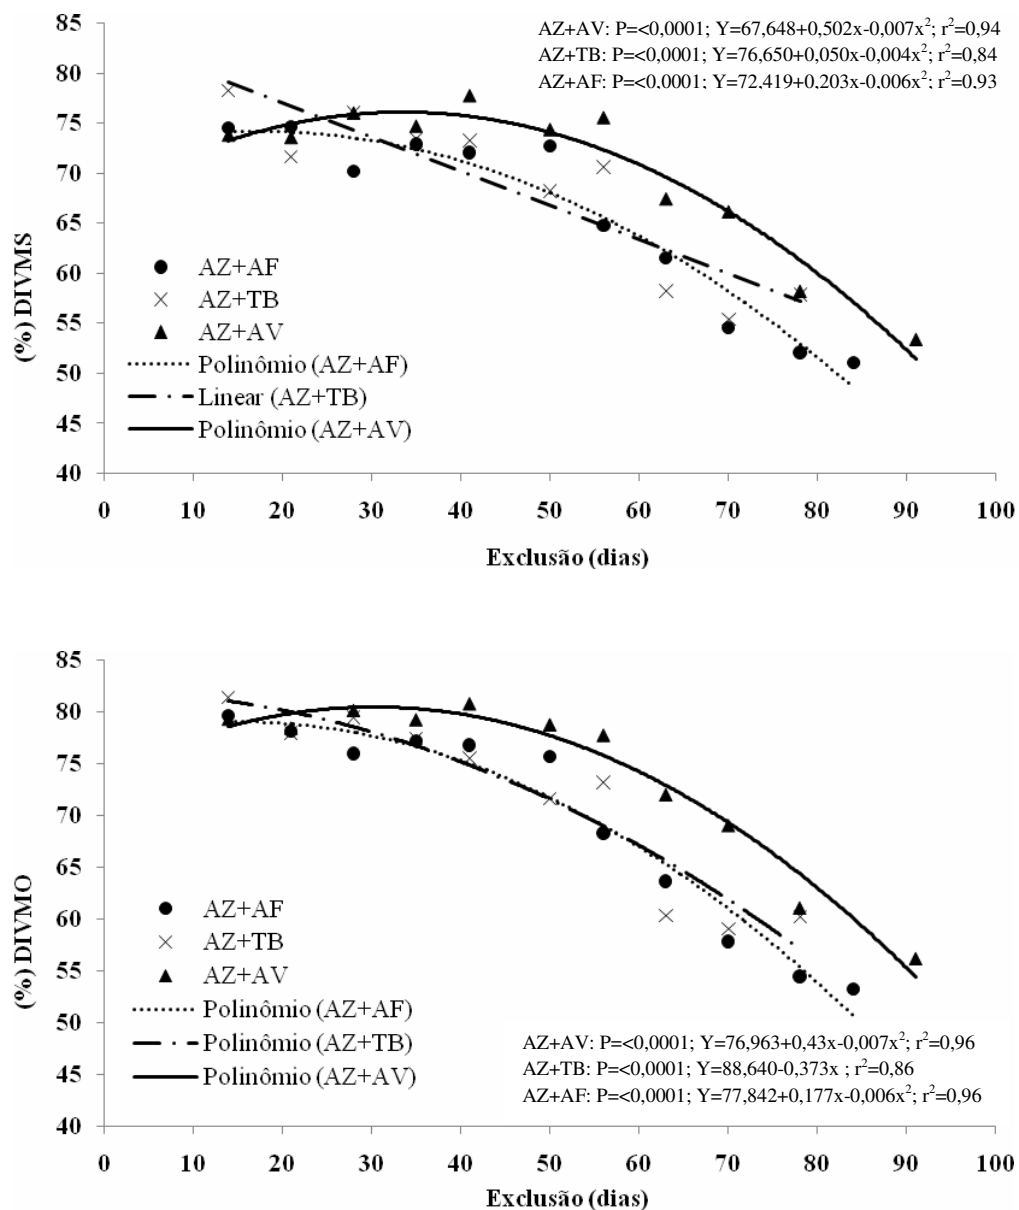 AZ+AV: P=<0,0001; Y=67,648+0,502x-0,007x²; r²=0,94
AZ+TB: P=<0,0001; Y=76,650+0,050x-0,004x²; r²=0,84
AZ+AF: P=<0,0001; Y=72,419+0,203x-0,006x²; r²=0,93
85
80
75
70
65
60
55
50
45
40
(%) DIVMS
AZ+AF
AZ+TB
AZ+AV
Polinômio (AZ+AF)
Linear (AZ+TB)
Polinômio (AZ+AV)
0 10 20 30 40 50 60 70 80 90 100
Exclusão (dias)
85
80
75
70
65
60
55
50
45
40
(%) DIVMO
AZ+AF
AZ+TB
AZ+AV
Polinômio (AZ+AF)
Polinômio (AZ+TB)
Polinômio (AZ+AV)
AZ+AV: P=<0,0001; Y=76,963+0,43x-0,007x²; r²=0,96
AZ+TB: P=<0,0001; Y=88,640-0,373x ; r²=0,86
AZ+AF: P=<0,0001; Y=77,842+0,177x-0,006x²; r²=0,96
0 10 20 30 40 50 60 70 80 90 100
Exclusão (dias)